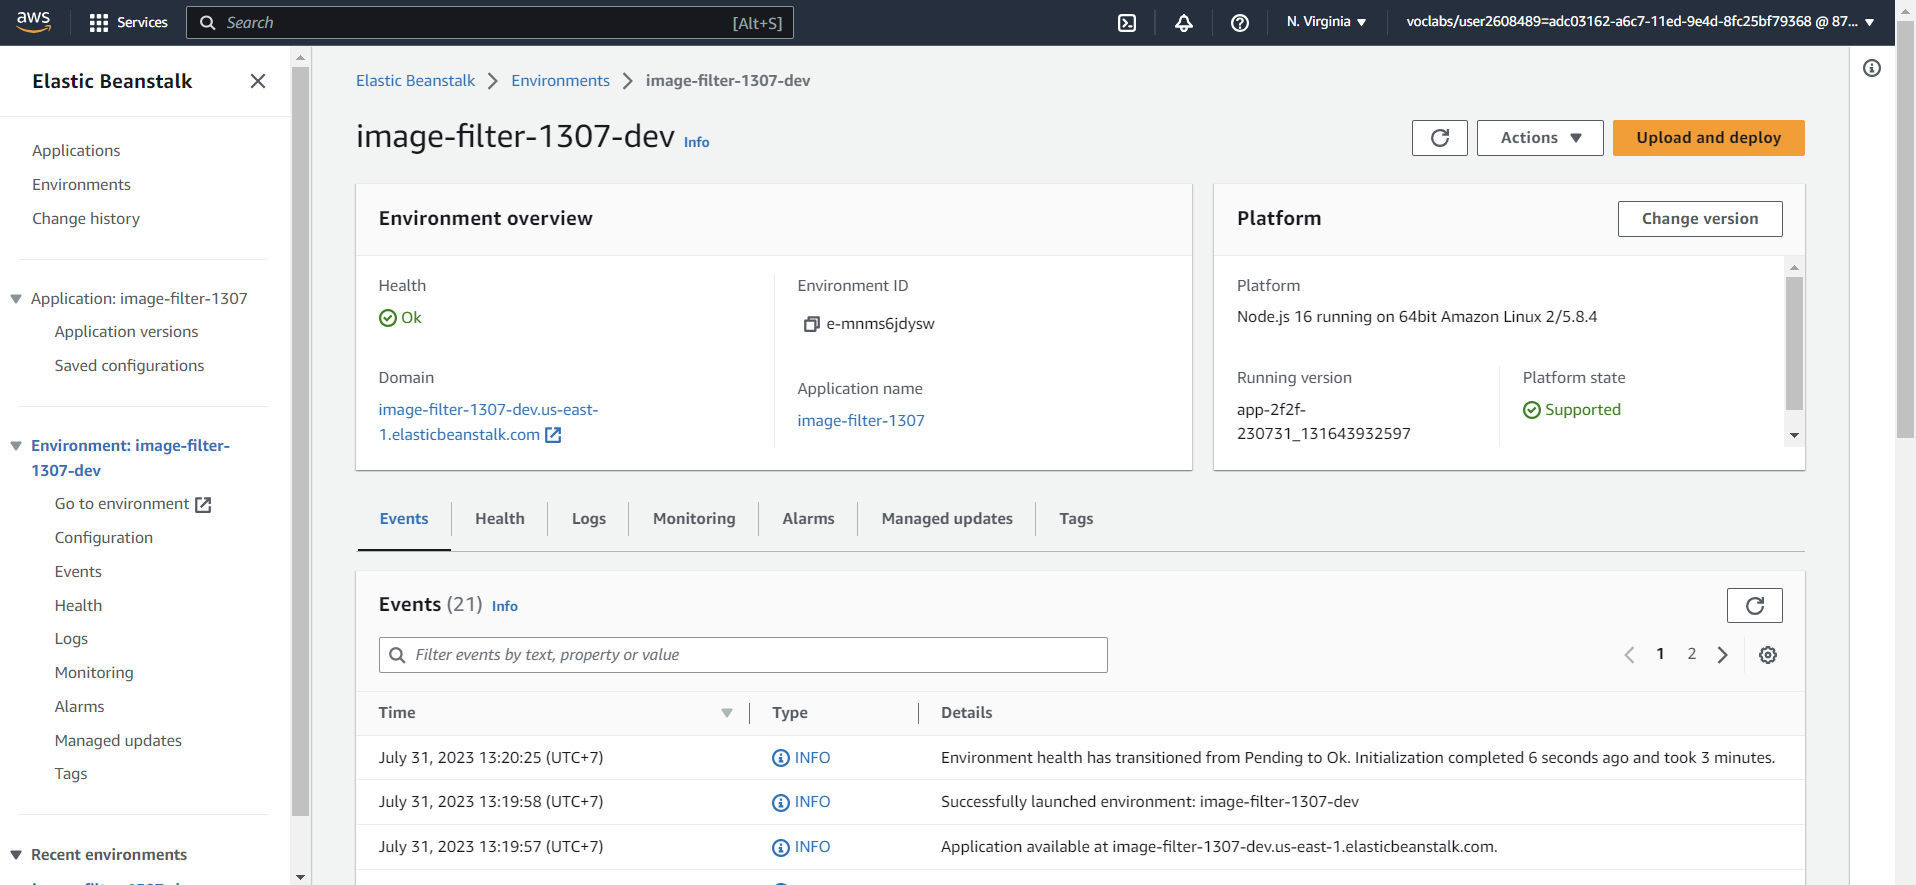 aws
Services
Search
[Alt+S]
N. Virginia
voclabs/user2608489=adc03162-a6c7-11ed-9e4d-8fc25bf79368 @ 87...
Elastic Beanstalk
Applications
Environments
Change history
Application: image-filter-1307
Application versions
Saved configurations
Environment: image-filter-
1307-dev
Go to environment
Configuration
Events
Health
Logs
Monitoring
Alarms
Managed updates
Tags
Recent environments
Elastic Beanstalk
Environments
image-filter-1307-dev
image-filter-1307-dev
Info
Actions
Upload and deploy
Environment overview
Health
Ok
Domain
image-filter-1307-dev.us-east-
1.elasticbeanstalk.com
Environment ID
e-mnms6jdysw
Application name
image-filter-1307
Platform
Change version
Platform
Node.js 16 running on 64bit Amazon Linux 2/5.8.4
Running version
app-2f2f-
230731_131643932597
Platform state
Supported
Events
Health
Logs
Monitoring
Alarms
Managed updates
Tags
Events (21) Info
Filter events by text, property or value
1 2
Time Type Details
July 31, 2023 13:20:25 (UTC+7) INFO Environment health has transitioned from Pending to Ok. Initialization completed 6 seconds ago and took 3 minutes.
July 31, 2023 13:19:58 (UTC+7) INFO Successfully launched environment: image-filter-1307-dev
July 31, 2023 13:19:57 (UTC+7) INFO Application available at image-filter-1307-dev.us-east-1.elasticbeanstalk.com.